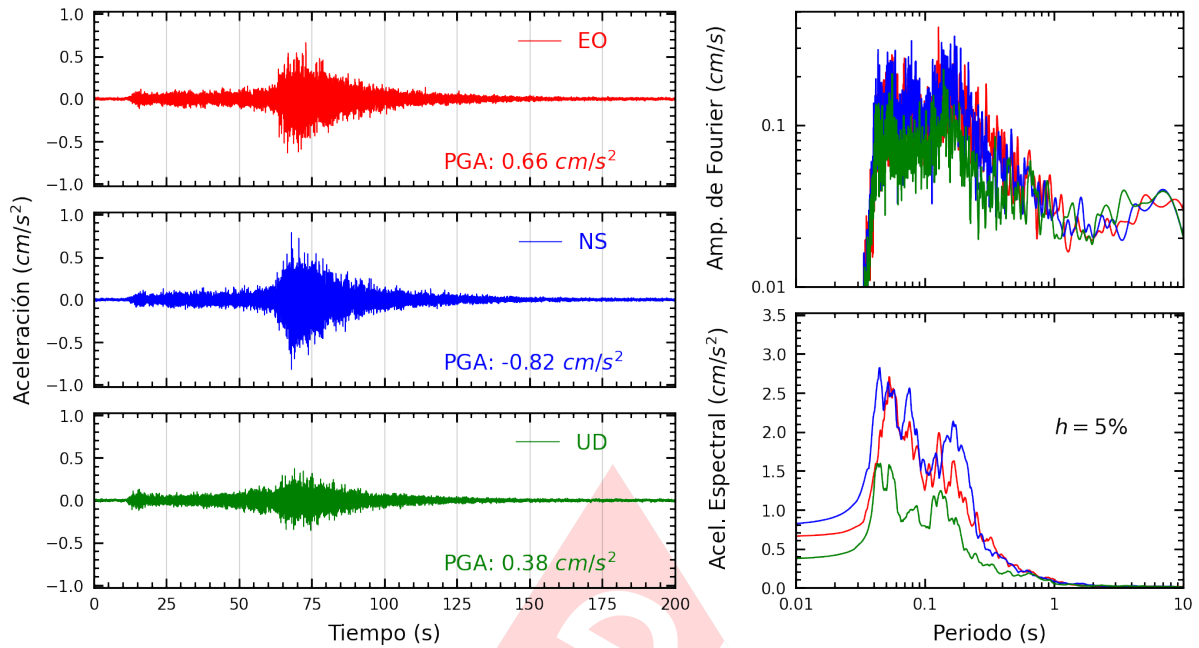 Aceleración (cm/s²)
1.0
0.5
0.0
−0.5
−1.0
EO
PGA: 0.66 cm/s²
1.0
0.5
0.0
−0.5
−1.0
NS
PGA: -0.82 cm/s²
1.0
0.5
0.0
−0.5
−1.0
UD
PGA: 0.38 cm/s²
0 25 50 75 100 125 150 175 200
Tiempo (s)
Amp. de Fourier (cm/s)
0.1
0.01
Acel. Espectral (cm/s²)
3.5
3.0
2.5
2.0
1.5
1.0
0.5
0.0
h = 5%
0.01 0.1 1 10
Periodo (s)